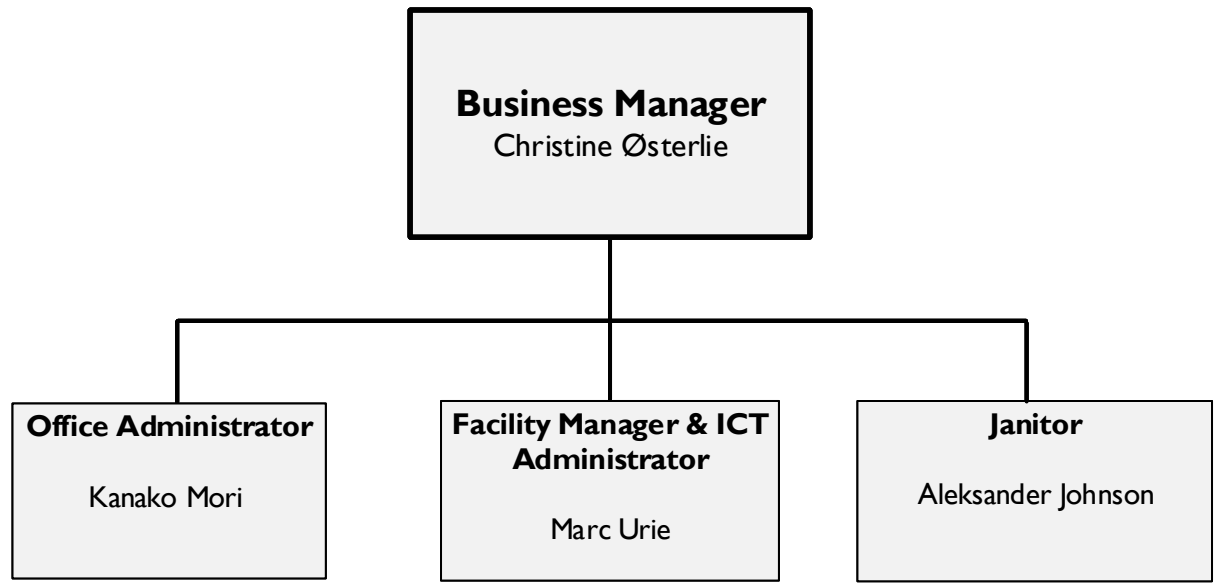 Business Manager
Christine Østerlie
Office Administrator
Kanako Mori
Facility Manager & ICT
Administrator
Marc Urie
Janitor
Aleksander Johnson